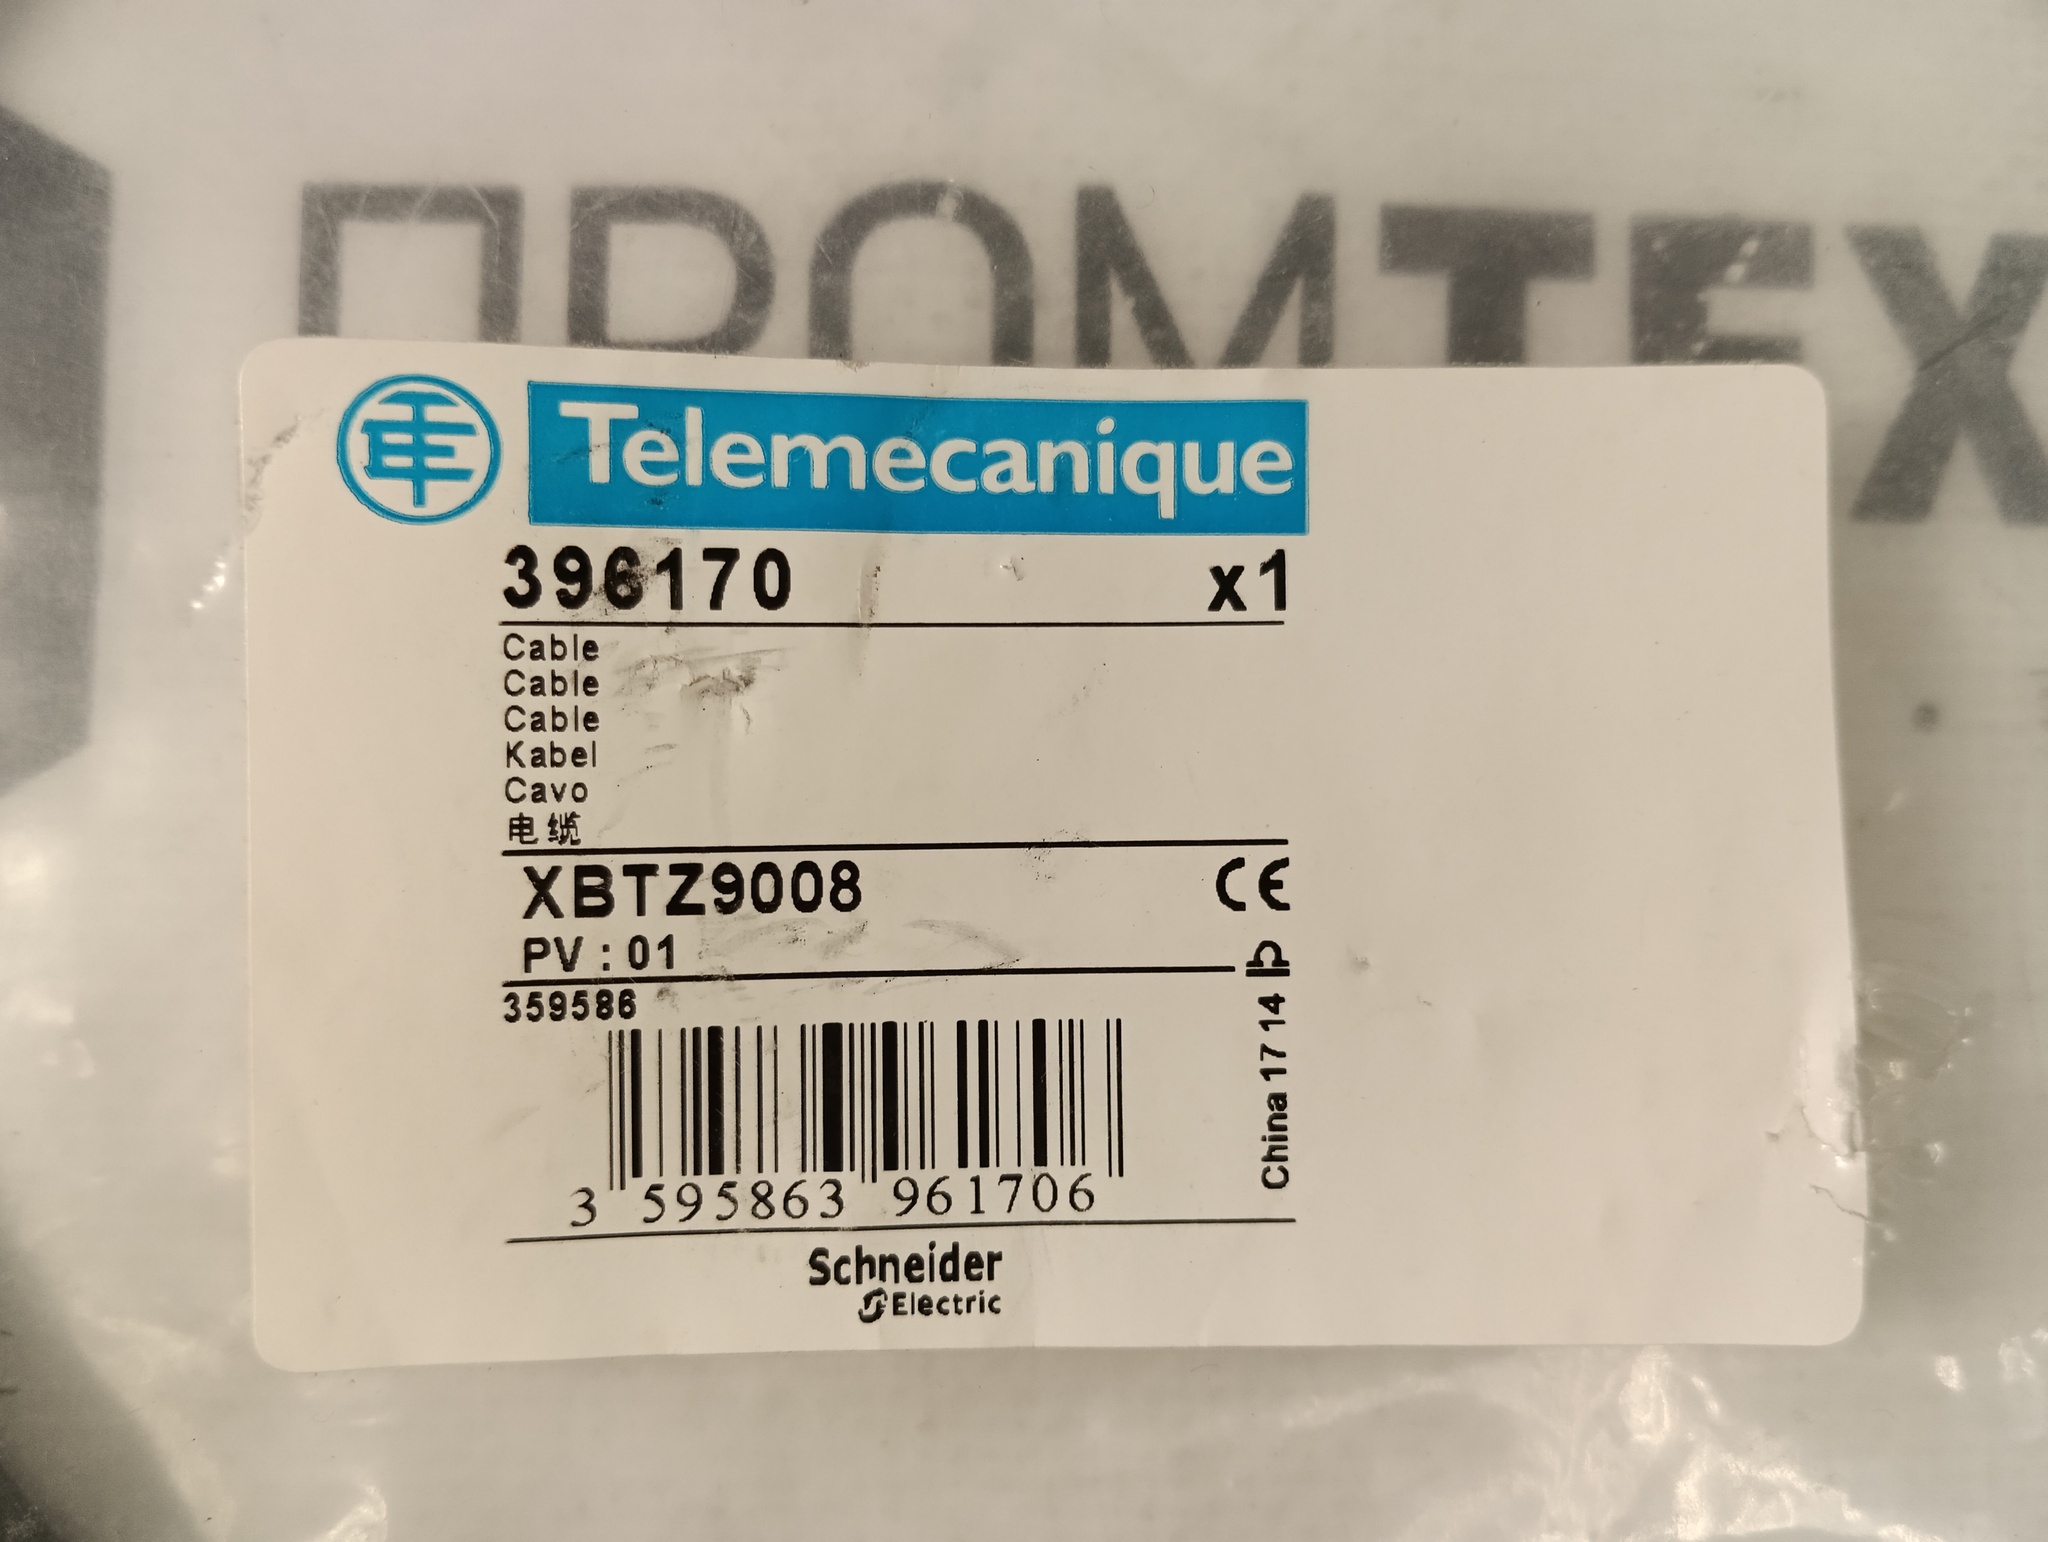 ПРОМТЕХ
TE
Telemecanique
396170 x1
Cable
Cable
Cable
Kabel
Cavo
电缆
XBTZ9008 CE
PV : 01
359586
China 17 14
3 595863 961706
Schneider
Electric